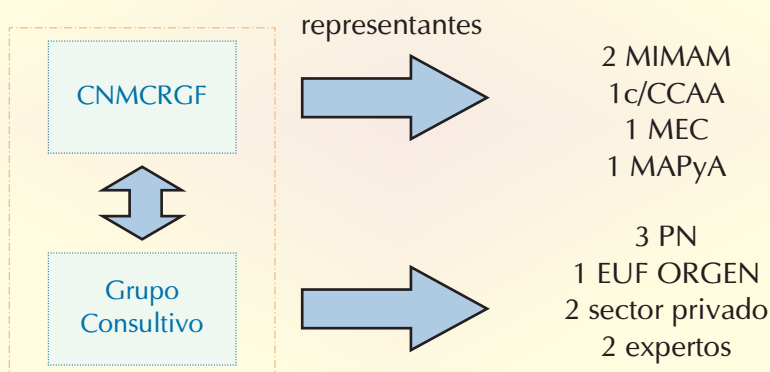 representantes
CNMCRGF
2 MIMAM
1c/CCAA
1 MEC
1 MAPyA
Grupo
Consultivo
3 PN
1 EUF ORGEN
2 sector privado
2 expertos